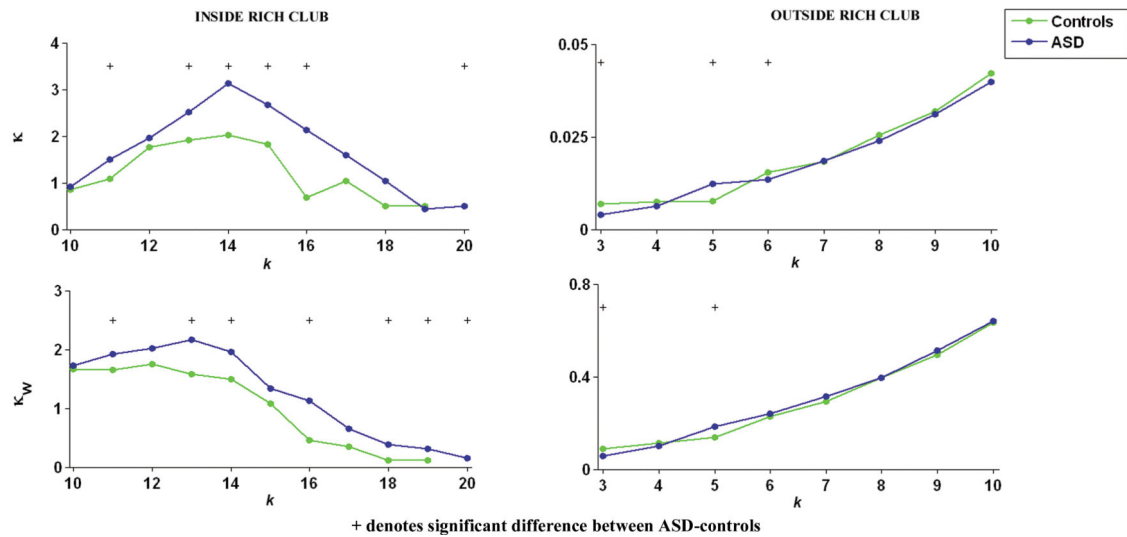 INSIDE RICH CLUB
OUTSIDE RICH CLUB
Controls
ASD
4
3
2
1
0
κ
10 12 14 16 18 20
k
0.05
0.025
0
3 4 5 6 7 8 9 10
k
3
2
1
0
κW
10 12 14 16 18 20
k
0.8
0.4
0
3 4 5 6 7 8 9 10
k
+ denotes significant difference between ASD-controls